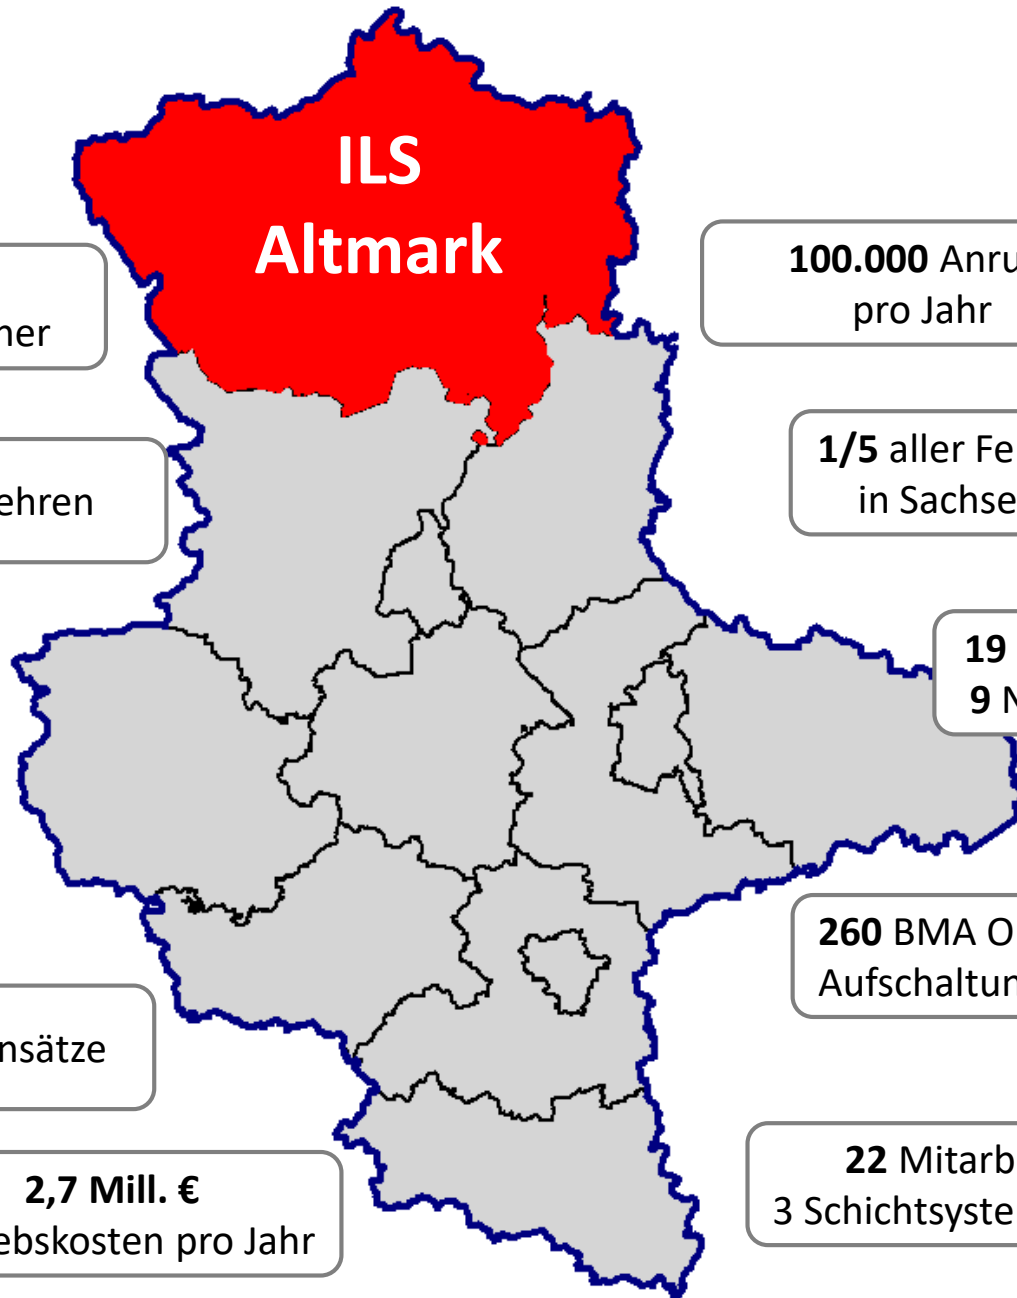 ILS
Altmark
ner
100.000 Anru
pro Jahr
ehren
1/5 aller Fe
in Sachse
19
9 N
260 BMA O
Aufschaltun
nsätze
2,7 Mill. €
ebskosten pro Jahr
22 Mitarb
3 Schichtsyste